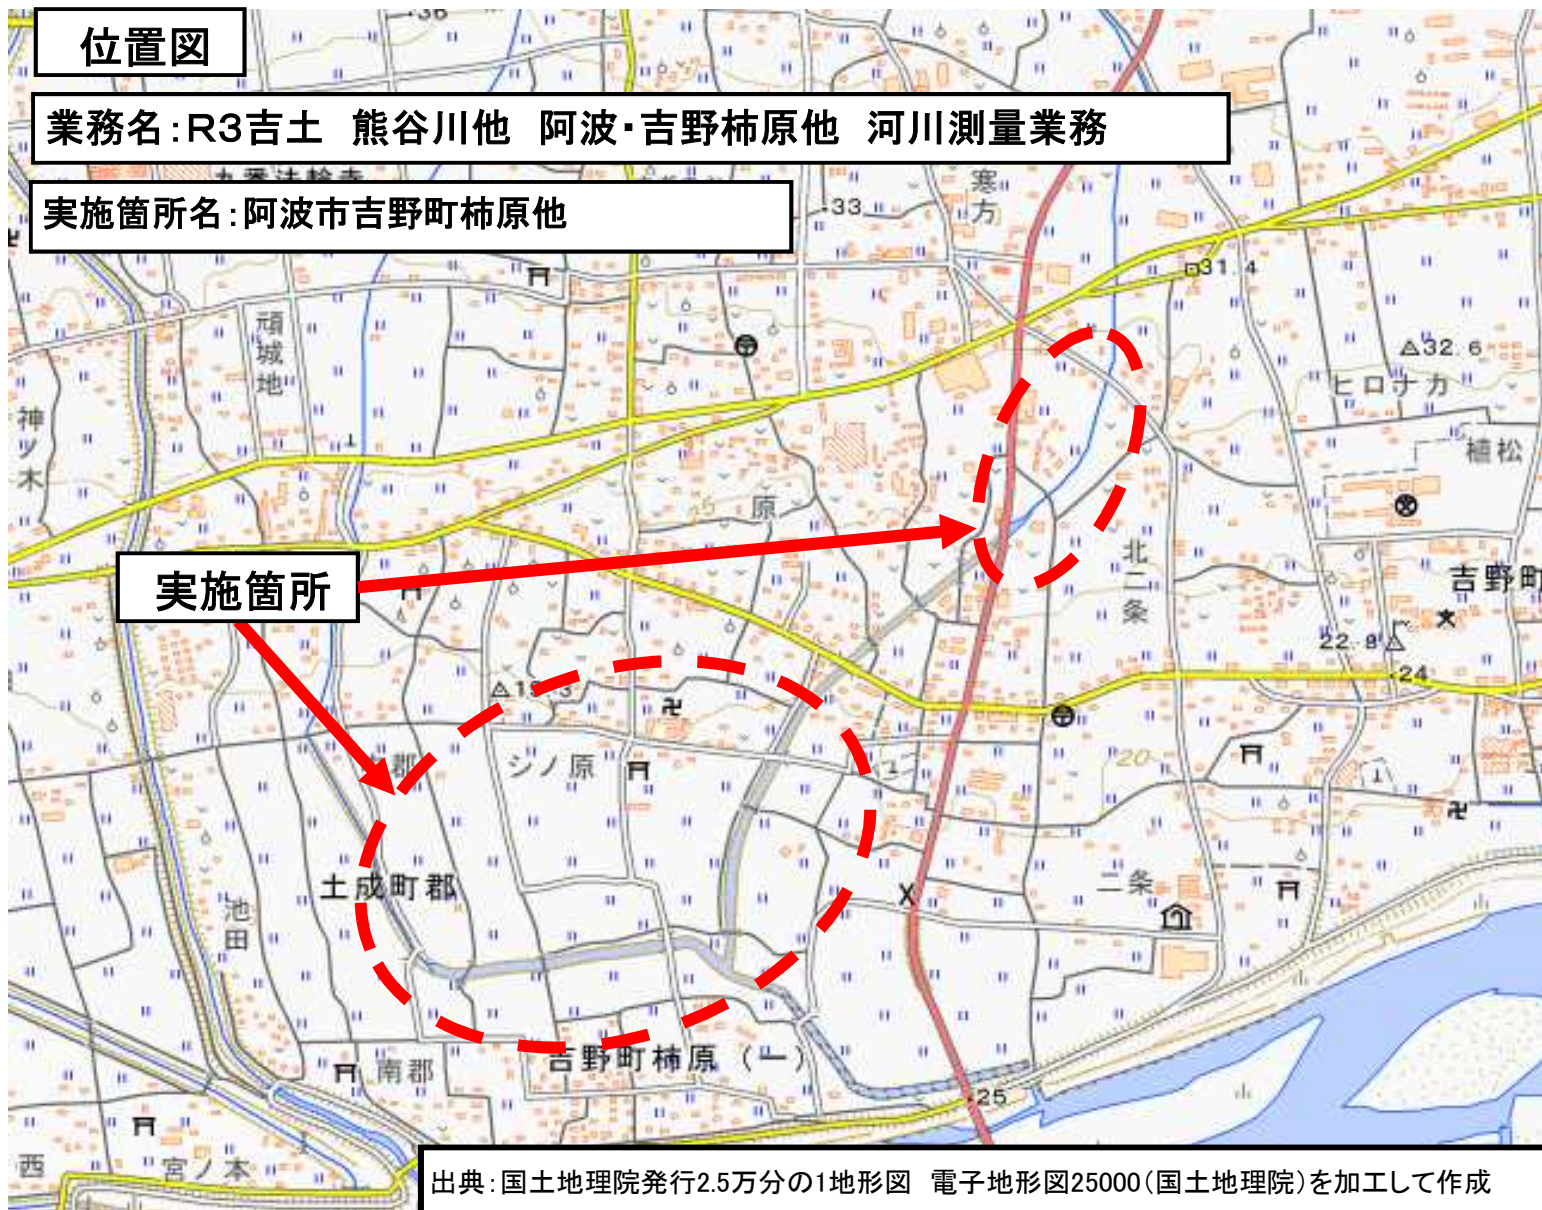 位置図
-36
業務名:R3吉土　熊谷川他　阿波・吉野柿原他　河川測量業務
実施箇所名:阿波市吉野町柿原他
-33
寒方
31.4
頑城地
32.6
ヒロナカ
神ツ木
植松
25
原
北二条
実施箇所
吉野町
22.8
24
郡
シノ原
20
土成町郡
池田
二条
南郡
吉野町柿原(一)
25
西
宮ノ本
出典:国土地理院発行2.5万分の1地形図　電子地形図25000(国土地理院)を加工して作成